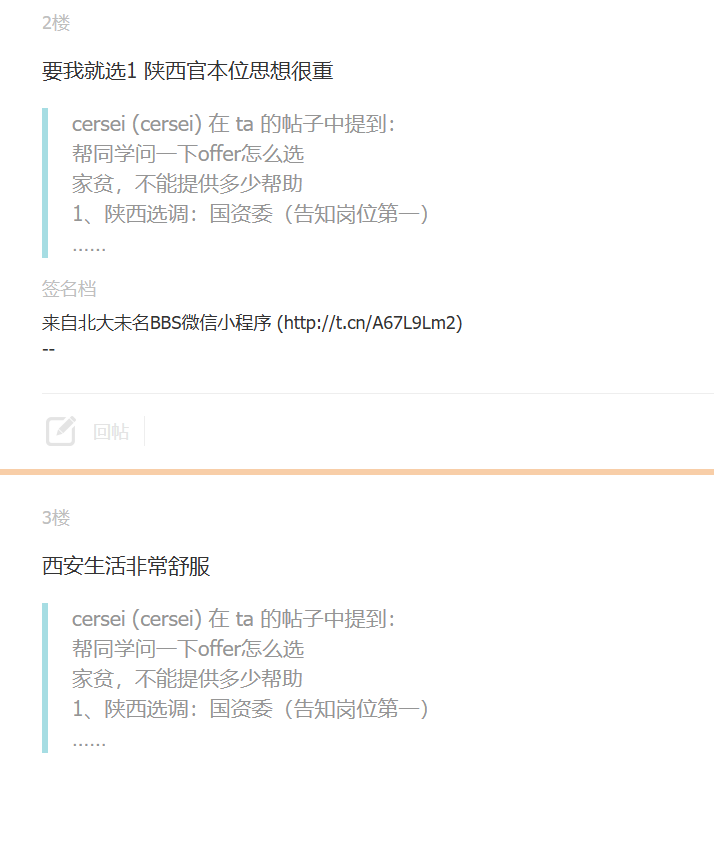 2楼
要我就选1 陕西官本位思想很重
cersei (cersei) 在 ta 的帖子中提到：
帮同学问一下offer怎么选
家贫，不能提供多少帮助
1、陕西选调：国资委（告知岗位第一）
……
签名档
来自北大未名BBS微信小程序 (http://t.cn/A67L9Lm2)
--
回帖
3楼
西安生活非常舒服
cersei (cersei) 在 ta 的帖子中提到：
帮同学问一下offer怎么选
家贫，不能提供多少帮助
1、陕西选调：国资委（告知岗位第一）
……